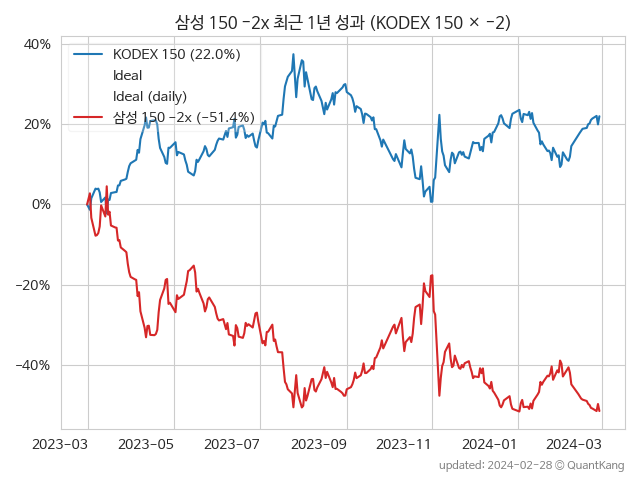 삼성 150 −2x 최근 1년 성과 (KODEX 150 × −2)
40%
20%
0%
−20%
−40%
KODEX 150 (22.0%)
Ideal
Ideal (daily)
삼성 150 −2x (−51.4%)
2023-03 2023-05 2023-07 2023-09 2023-11 2024-01 2024-03
updated: 2024-02-28 © QuantKang